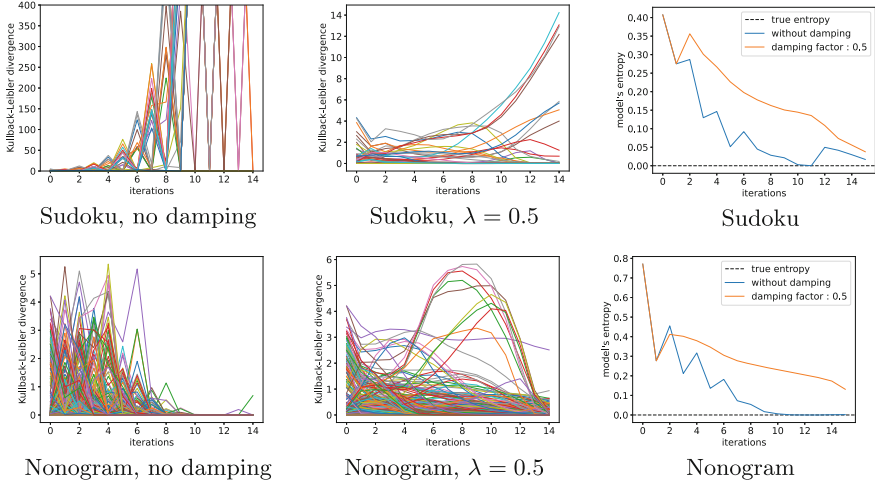 400
350
300
250
200
150
100
50
0
Kullback-Leibler divergence
0 2 4 6 8 10 12 14
iterations
Sudoku, no damping
14
12
10
8
6
4
2
0
Kullback-Leibler divergence
0 2 4 6 8 10 12 14
iterations
Sudoku, λ = 0.5
0.40
0.35
0.30
0.25
0.20
0.15
0.10
0.05
0.00
model's entropy
true entropy
without damping
damping factor : 0.5
0 2 4 6 8 10 12 14
iterations
Sudoku
6
5
4
3
2
1
0
Kullback-Leibler divergence
0 2 4 6 8 10 12 14
iterations
Nonogram, no damping
6
5
4
3
2
1
0
Kullback-Leibler divergence
0 2 4 6 8 10 12 14
iterations
Nonogram, λ = 0.5
0.8
0.7
0.6
0.5
0.4
0.3
0.2
0.1
0.0
model's entropy
true entropy
without damping
damping factor : 0.5
0 2 4 6 8 10 12 14
iterations
Nonogram